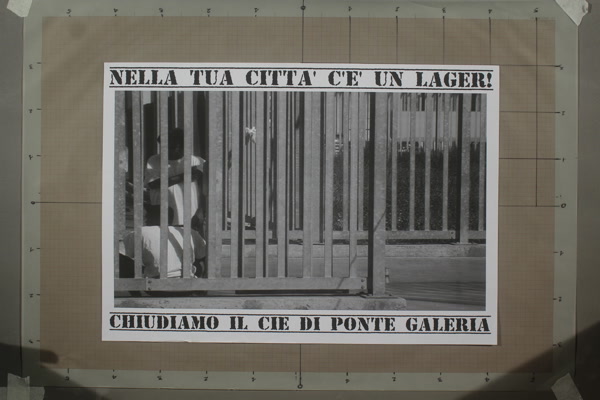 NELLA TUA CITTA' C'E' UN LAGER!
CHIUDIAMO IL CIE DI PONTE GALERIA